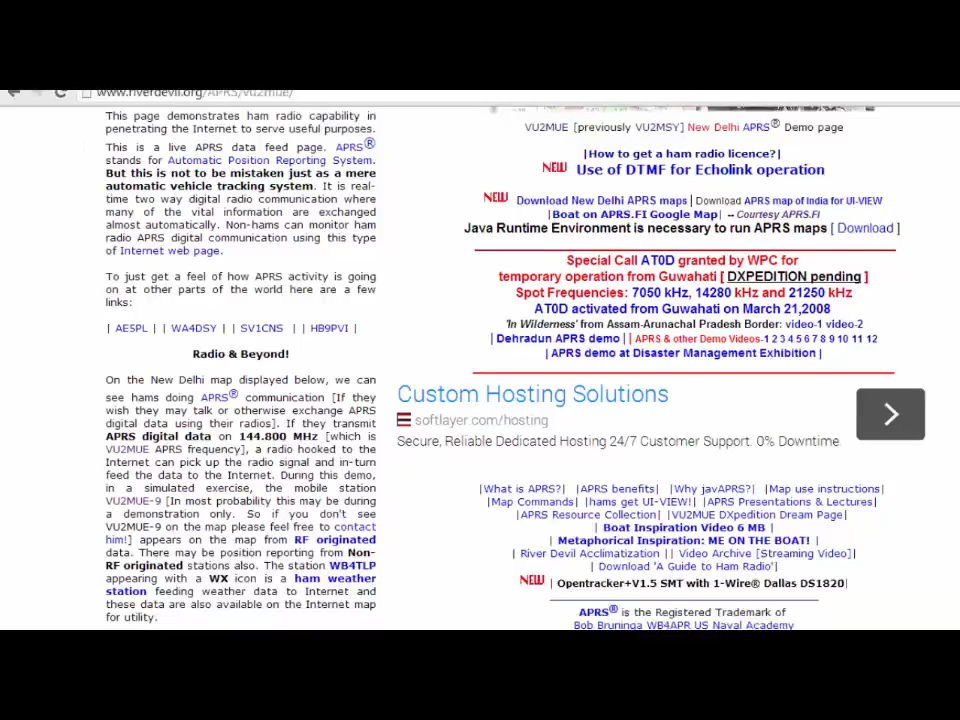 www.riverdevil.org/APRS/vu2mue/
This page demonstrates ham radio capability in
penetrating the Internet to serve useful purposes.
This is a live APRS data feed page. APRS®
stands for Automatic Position Reporting System.
But this is not to be mistaken just as a mere
automatic vehicle tracking system. It is real-
time two way digital radio communication where
many of the vital information are exchanged
almost automatically. Non-hams can monitor ham
radio APRS digital communication using this type
of Internet web page.
To just get a feel of how APRS activity is going
on at other parts of the world here are a few
links:
| AE5PL | | WA4DSY | | SV1CNS | | HB9PVI |
Radio & Beyond!
On the New Delhi map displayed below, we can
see hams doing APRS® communication [If they
wish they may talk or otherwise exchange APRS
digital data using their radios]. If they transmit
APRS digital data on 144.800 MHz [which is
VU2MUE APRS frequency], a radio hooked to the
Internet can pick up the radio signal and in-turn
feed the data to the Internet. During this demo,
in a simulated exercise, the mobile station
VU2MUE-9 [In most probability this may be during
a demonstration only. So if you don't see
VU2MUE-9 on the map please feel free to contact
him!] appears on the map from RF originated
data. There may be position reporting from Non-
RF originated stations also. The station WB4TLP
appearing with a WX icon is a ham weather
station feeding weather data to Internet and
these data are also available on the Internet map
for utility.
VU2MUE [previously VU2MSY] New Delhi APRS® Demo page
|How to get a ham radio licence?|
NEW Use of DTMF for Echolink operation
NEW Download New Delhi APRS maps | Download APRS map of India for UI-VIEW
|Boat on APRS.FI Google Map| -- Courtesy APRS.FI
Java Runtime Environment is necessary to run APRS maps [ Download ]
Special Call AT0D granted by WPC for
temporary operation from Guwahati [ DXPEDITION pending ]
Spot Frequencies: 7050 kHz, 14280 kHz and 21250 kHz
AT0D activated from Guwahati on March 21,2008
'In Wilderness' from Assam-Arunachal Pradesh Border: video-1 video-2
| Dehradun APRS demo | | APRS & other Demo Videos-1 2 3 4 5 6 7 8 9 10 11 12
| APRS demo at Disaster Management Exhibition |
Custom Hosting Solutions
softlayer.com/hosting
Secure, Reliable Dedicated Hosting 24/7 Customer Support. 0% Downtime.
|What is APRS?| |APRS benefits| |Why javAPRS?| |Map use instructions|
|Map Commands| |hams get UI-VIEW!| |APRS Presentations & Lectures|
|APRS Resource Collection| |VU2MUE DXpedition Dream Page|
| Boat Inspiration Video 6 MB |
| Metaphorical Inspiration: ME ON THE BOAT! |
| River Devil Acclimatization | | Video Archive [Streaming Video]|
| Download 'A Guide to Ham Radio'|
NEW | Opentracker+V1.5 SMT with 1-Wire® Dallas DS1820|
APRS® is the Registered Trademark of
Bob Bruninga WB4APR US Naval Academy